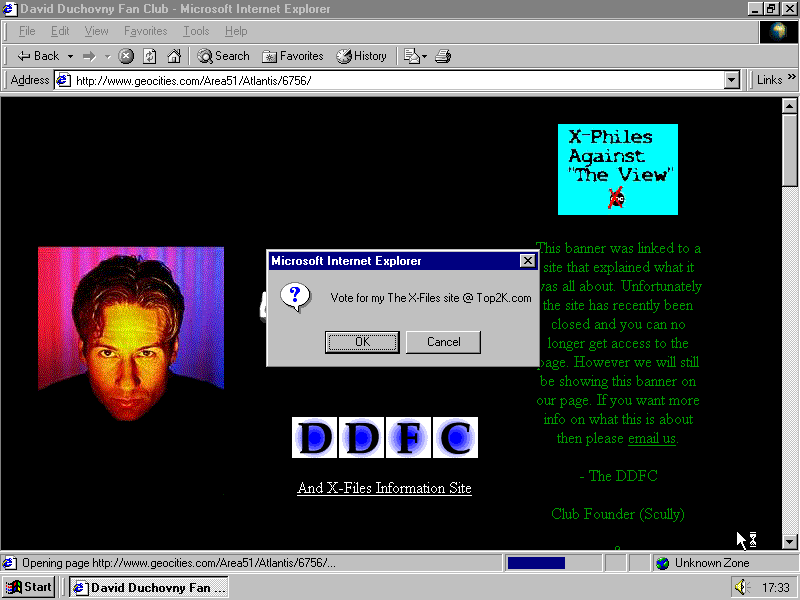 David Duchovny Fan Club - Microsoft Internet Explorer
File Edit View Favorites Tools Help
Back Search Favorites History
Address http://www.geocities.com/Area51/Atlantis/6756/ Links »
X-Philes
Against
"The View"
This banner was linked to a
site that explained what it
was all about. Unfortunately
the site has recently been
closed and you can no
longer get access to the
page. However we will still
be showing this banner on
our page. If you want more
info on what this is about
then please email us.
- The DDFC
Club Founder (Scully)
Microsoft Internet Explorer
Vote for my The X-Files site @ Top2K.com
OK Cancel
DDFC
And X-Files Information Site
Opening page http://www.geocities.com/Area51/Atlantis/6756/... Unknown Zone
Start David Duchovny Fan ... 17:33